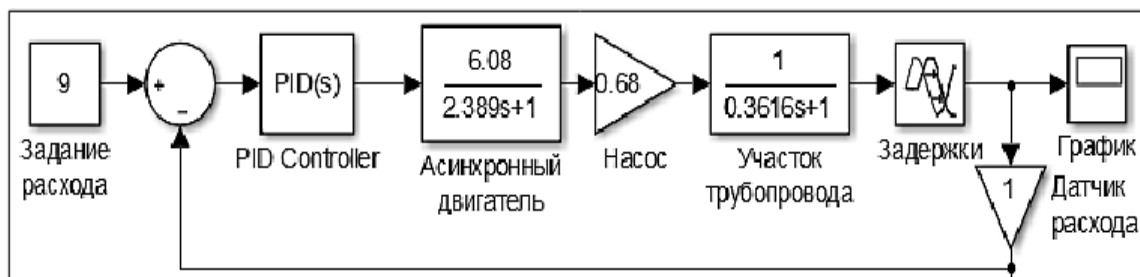 9
Задание
расхода
+
−
PID(s)
PID Controller
6.08
2.389s+1
Асинхронный
двигатель
0.68
Насос
1
0.3616s+1
Участок
трубопровода
Задержки
График
1
Датчик
расхода